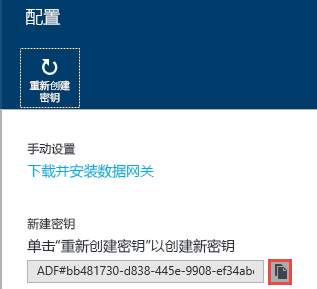 配置
重新创建
密钥
手动设置
下载并安装数据网关
新建密钥
单击“重新创建密钥”以创建新密钥
ADF#bb481730-d838-445e-9908-ef34abc